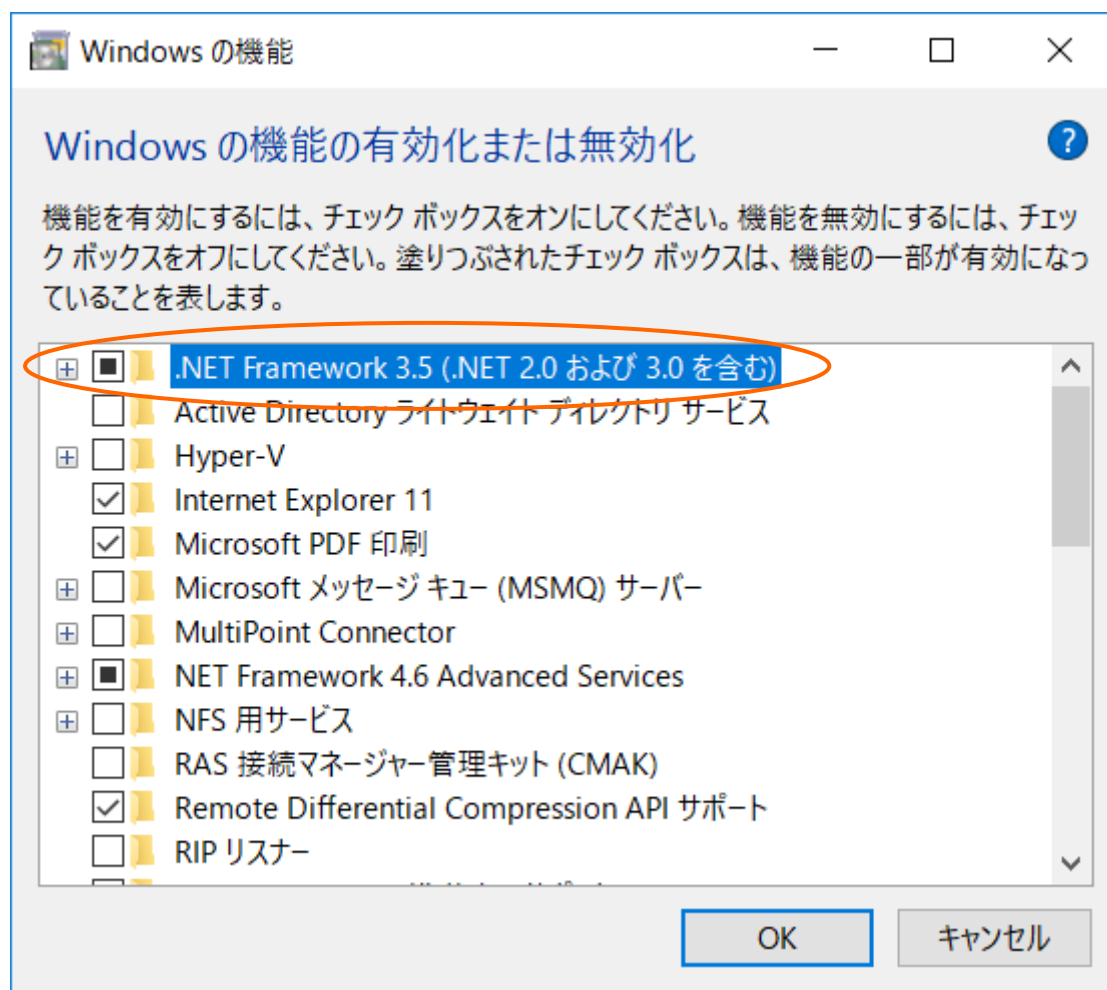 Windows の機能
Windows の機能の有効化または無効化
?
機能を有効にするには、チェック ボックスをオンにしてください。機能を無効にするには、チェッ
ク ボックスをオフにしてください。塗りつぶされたチェック ボックスは、機能の一部が有効になっ
ていることを表します。
.NET Framework 3.5 (.NET 2.0 および 3.0 を含む)
Active Directory ライトウェイト ディレクトリ サービス
Hyper-V
Internet Explorer 11
Microsoft PDF 印刷
Microsoft メッセージ キュー (MSMQ) サーバー
MultiPoint Connector
NET Framework 4.6 Advanced Services
NFS 用サービス
RAS 接続マネージャー管理キット (CMAK)
Remote Differential Compression API サポート
RIP リスナー
OK
キャンセル